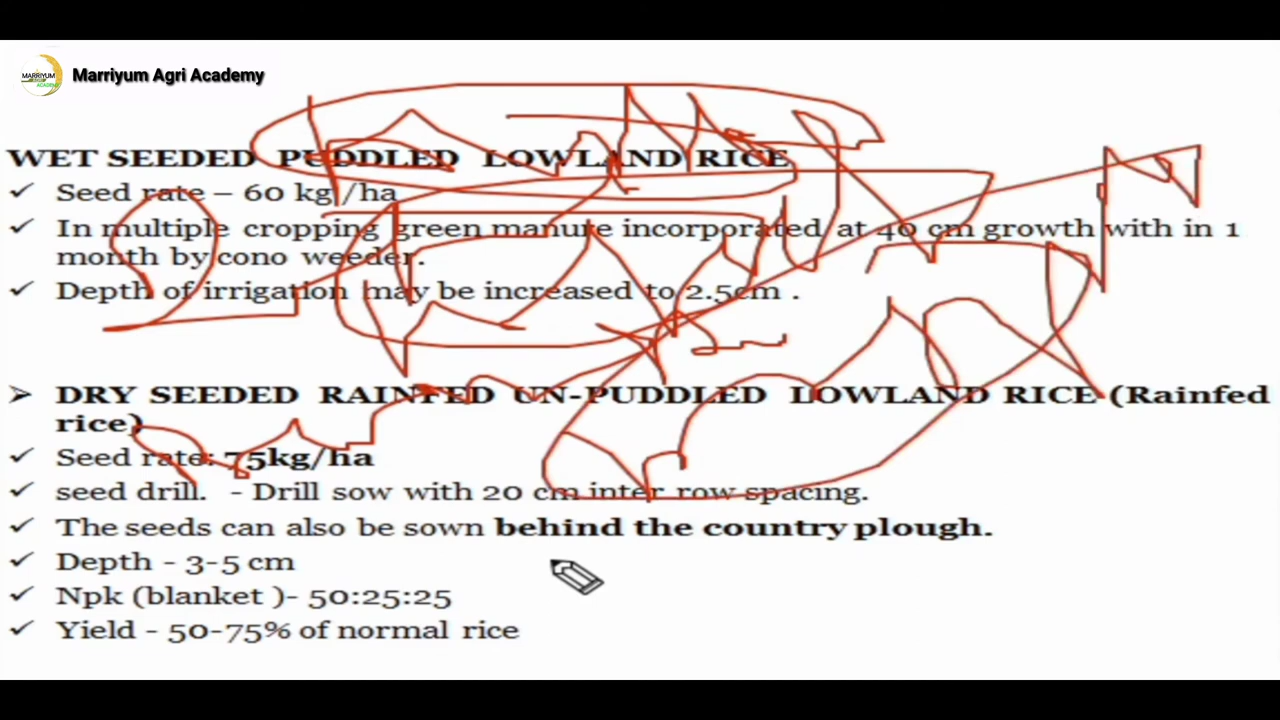 MARRIYUM
ACADEMY
Marriyum Agri Academy
WET SEEDED PUDDLED LOWLAND RICE
✓ Seed rate – 60 kg/ha
✓ In multiple cropping green manure incorporated at 40 cm growth with in 1
month by cono weeder.
✓ Depth of irrigation may be increased to 2.5cm .
➢ DRY SEEDED RAINFED UN-PUDDLED LOWLAND RICE (Rainfed
rice)
✓ Seed rate: 75kg/ha
✓ seed drill. - Drill sow with 20 cm inter row spacing.
✓ The seeds can also be sown behind the country plough.
✓ Depth - 3-5 cm
✓ Npk (blanket )- 50:25:25
✓ Yield - 50-75% of normal rice